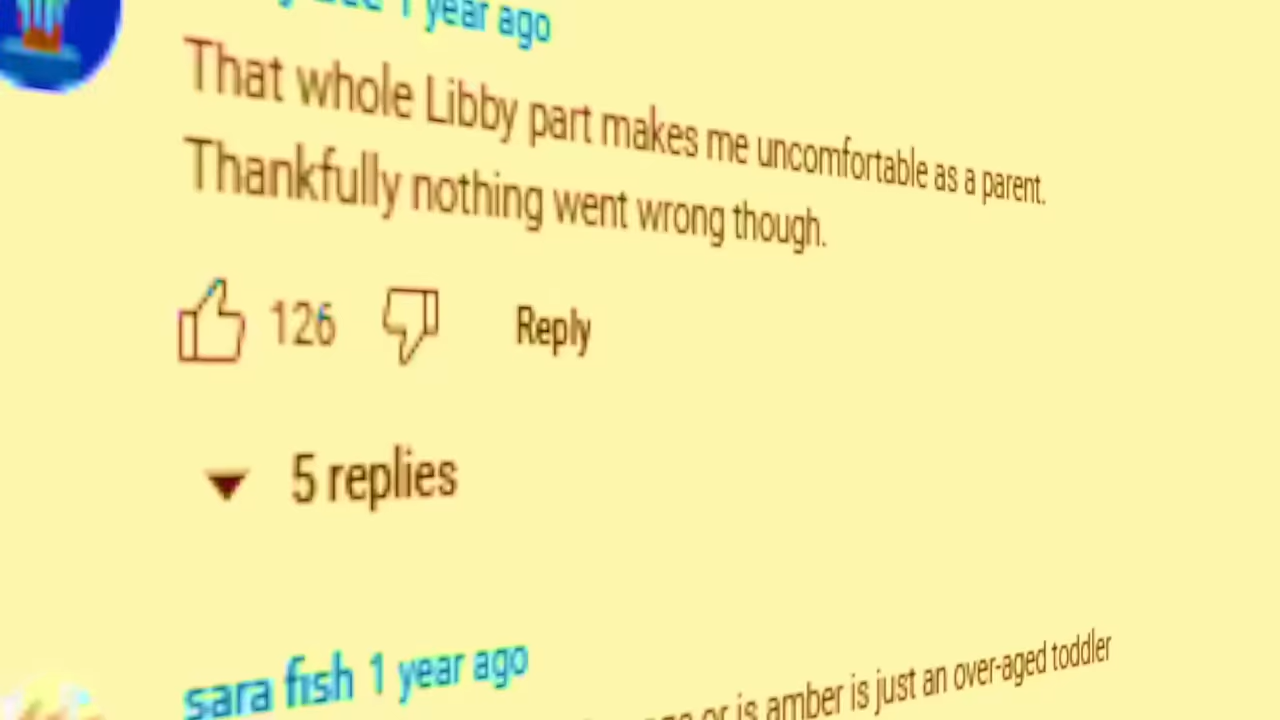 1 year ago
That whole Libby part makes me uncomfortable as a parent.
Thankfully nothing went wrong though.
126 Reply
5 replies
sara fish 1 year ago
or is amber is just an over-aged toddler